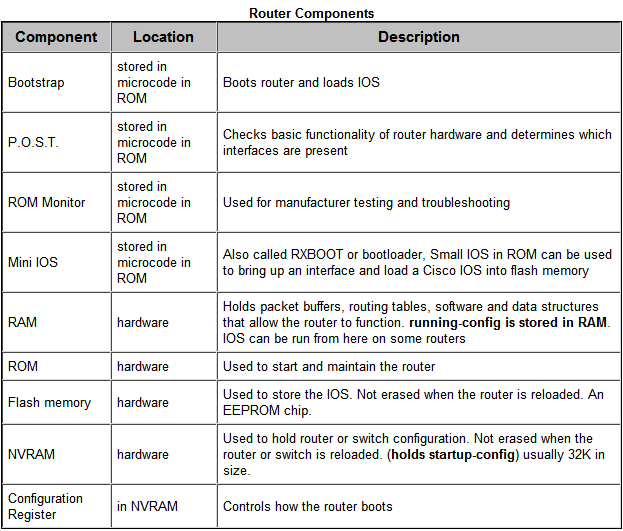 Router Components
Component Location Description
Bootstrap
stored in
microcode in
ROM
Boots router and loads IOS
P.O.S.T.
stored in
microcode in
ROM
Checks basic functionality of router hardware and determines which
interfaces are present
ROM Monitor
stored in
microcode in
ROM
Used for manufacturer testing and troubleshooting
Mini IOS
stored in
microcode in
ROM
Also called RXBOOT or bootloader, Small IOS in ROM can be used
to bring up an interface and load a Cisco IOS into flash memory
RAM
hardware
Holds packet buffers, routing tables, software and data structures
that allow the router to function. running-config is stored in RAM.
IOS can be run from here on some routers
ROM
hardware
Used to start and maintain the router
Flash memory
hardware
Used to store the IOS. Not erased when the router is reloaded. An
EEPROM chip.
NVRAM
hardware
Used to hold router or switch configuration. Not erased when the
router or switch is reloaded. (holds startup-config) usually 32K in
size.
Configuration
Register
in NVRAM
Controls how the router boots